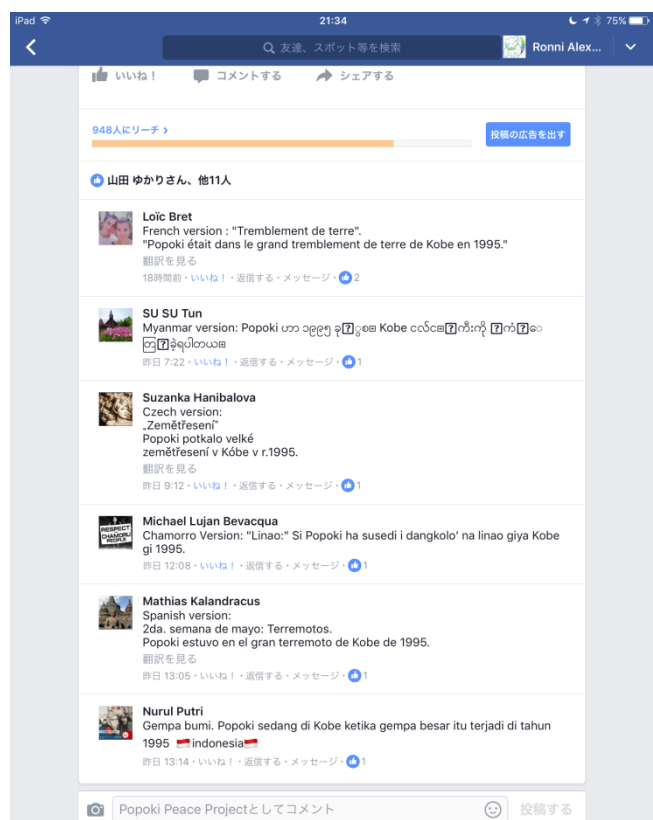 iPad 21:34 75%
友達、スポット等を検索
Ronni Alex...
いいね！ コメントする シェアする
948人にリーチ >
投稿の広告を出す
山田 ゆかりさん、他11人
Loïc Bret
French version : "Tremblement de terre".
"Popoki était dans le grand tremblement de terre de Kobe en 1995."
翻訳を見る
18時間前・いいね！・返信する・メッセージ・2
SU SU Tun
Myanmar version: Popoki ဟာ ၁၉၉၅ Kobe
昨日 7:22・いいね！・返信する・メッセージ・1
Suzanka Hanibalova
Czech version:
„Zemětřesení"
Popoki potkalo velké
zemětřesení v Kóbe v r.1995.
翻訳を見る
昨日 9:12・いいね！・返信する・メッセージ・1
RESPECT
CHAMORU
PEOPLE
Michael Lujan Bevacqua
Chamorro Version: "Linao:" Si Popoki ha susedi i dangkolo' na linao giya Kobe
gi 1995.
昨日 12:08・いいね！・返信する・メッセージ・1
Mathias Kalandracus
Spanish version:
2da. semana de mayo: Terremotos.
Popoki estuvo en el gran terremoto de Kobe de 1995.
翻訳を見る
昨日 13:05・いいね！・返信する・メッセージ・1
Nurul Putri
Gempa bumi. Popoki sedang di Kobe ketika gempa besar itu terjadi di tahun
1995 🇮🇩indonesia🇮🇩
昨日 13:14・いいね！・返信する・メッセージ・1
Popoki Peace Projectとしてコメント
投稿する